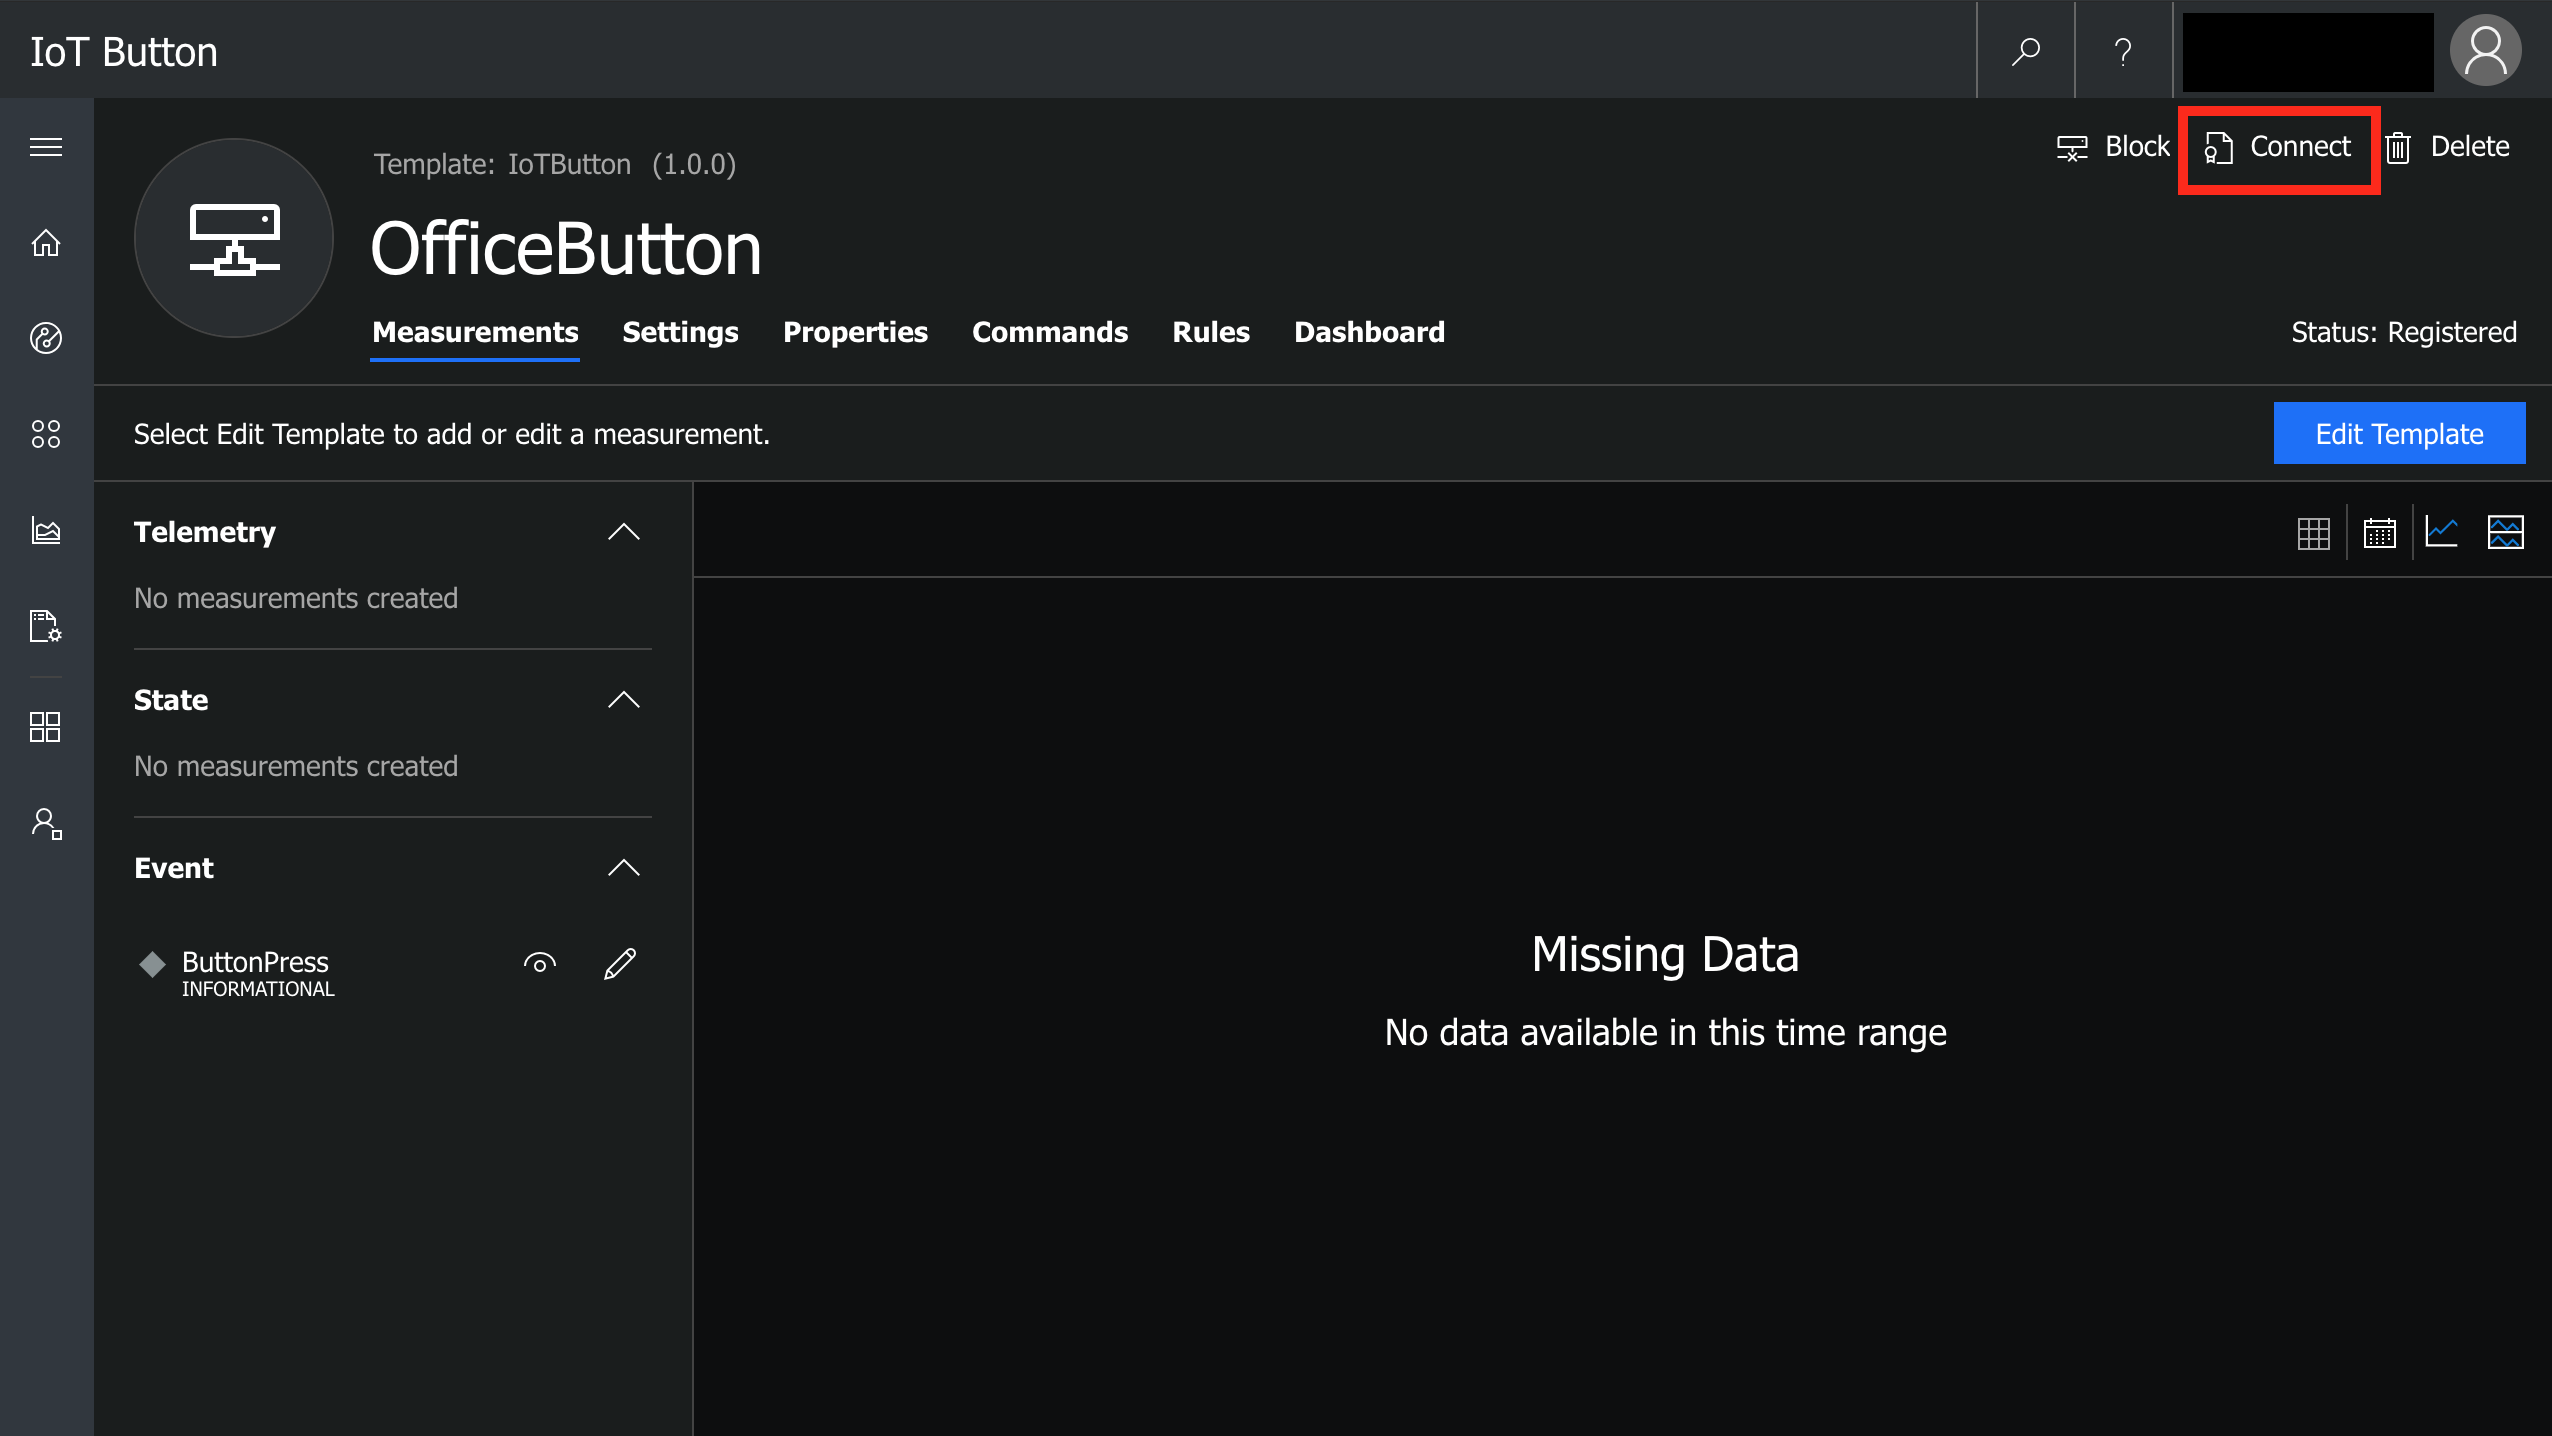 IoT Button
?
Block
Connect
Delete
Template: IoTButton (1.0.0)
OfficeButton
Measurements
Settings
Properties
Commands
Rules
Dashboard
Status: Registered
Select Edit Template to add or edit a measurement.
Edit Template
Telemetry
No measurements created
State
No measurements created
Event
ButtonPress
INFORMATIONAL
Missing Data
No data available in this time range